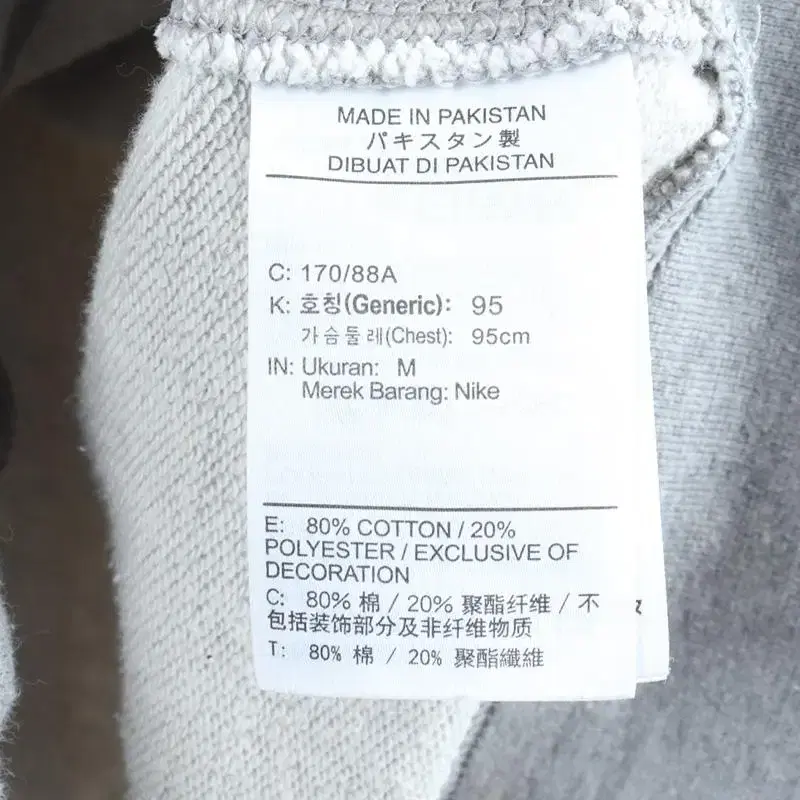 MADE IN PAKISTAN
パキスタン製
DIBUAT DI PAKISTAN
C: 170/88A
K: 호칭(Generic): 95
가슴둘레(Chest): 95cm
IN: Ukuran: M
Merek Barang: Nike
E: 80% COTTON / 20%
POLYESTER / EXCLUSIVE OF
DECORATION
C: 80% 棉 / 20% 聚酯纤维 / 不
包括装饰部分及非纤维物质
T: 80% 棉 / 20% 聚酯纖維